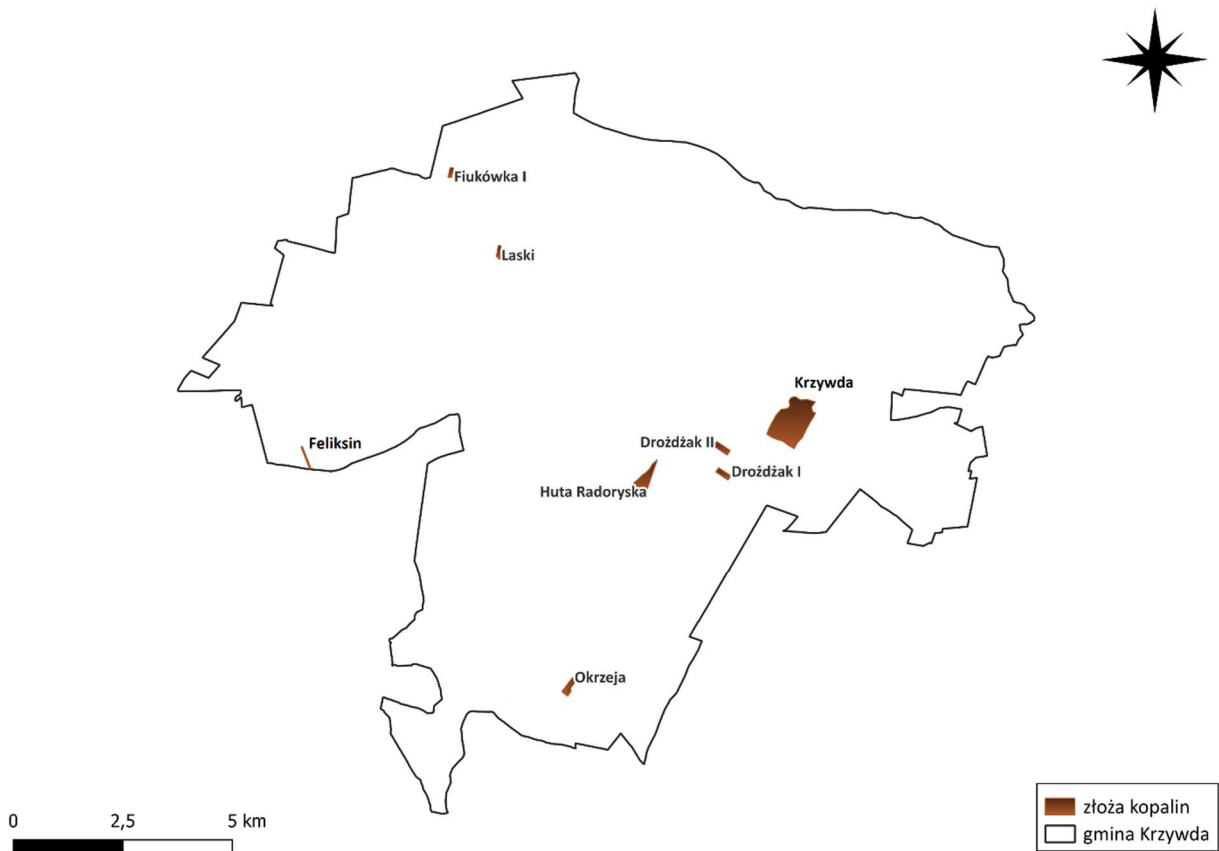 Fiukówka I
Laski
Krzywda
Feliksin
Drożdżak II
Drożdżak I
Huta Radoryska
Okrzeja
0 2,5 5 km
złoża kopalin
gmina Krzywda